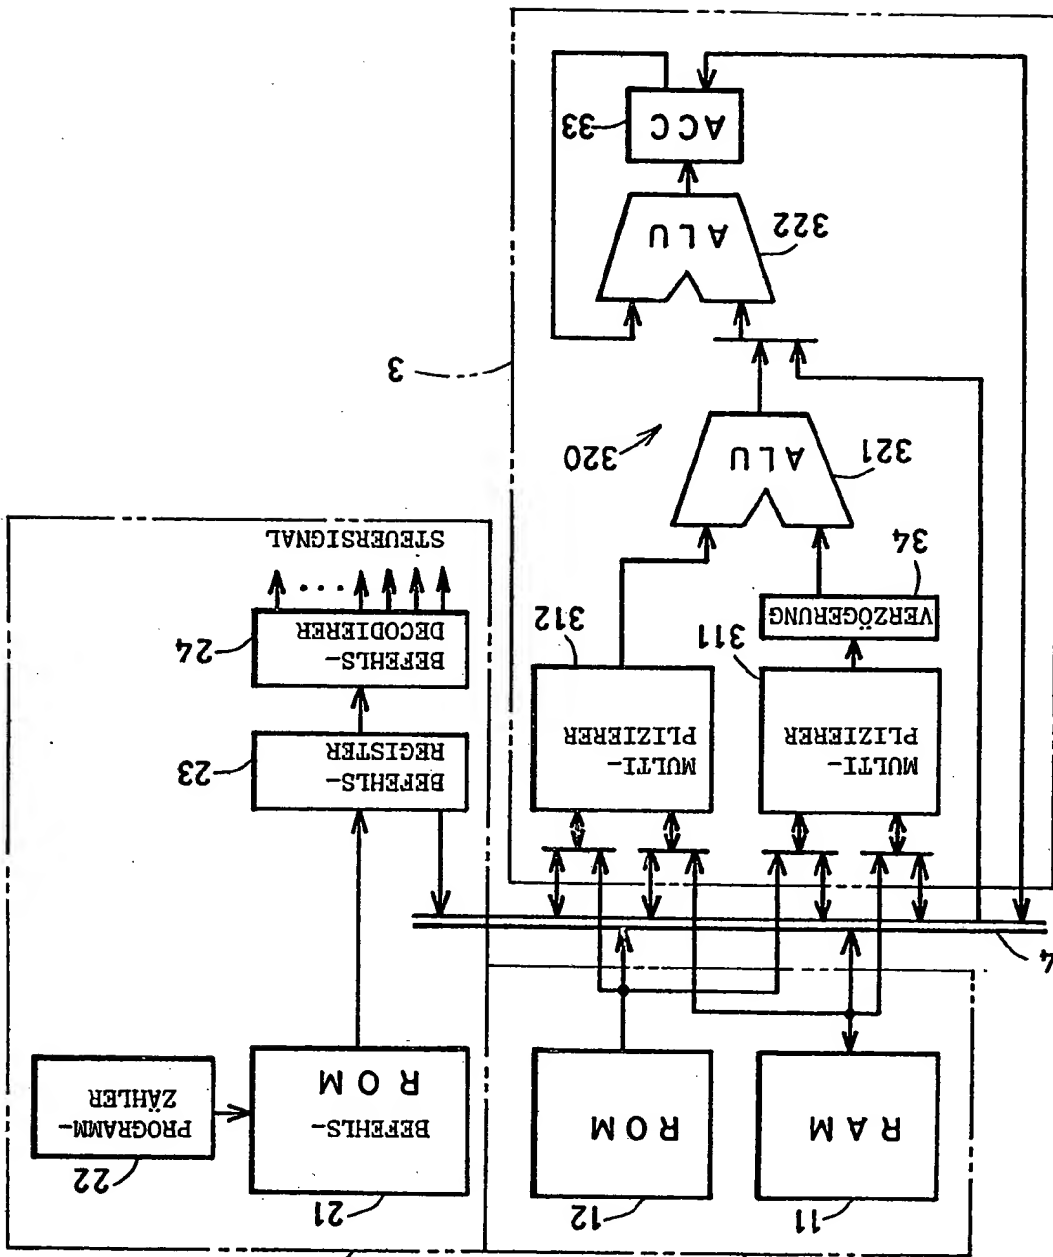 11
RAM
12
ROM
21
BEFEHLS-
ROM
22
PROGRAMM-
ZÄHLER
4
MULTI-
PLIZIERER
311
MULTI-
PLIZIERER
312
BEFEHLS-
REGISTER
23
BEFEHLS-
DECODIERER
24
...
STEUERSIGNAL
VERZÖGERUNG
34
321
ALU
320
3
322
ALU
ACC
33